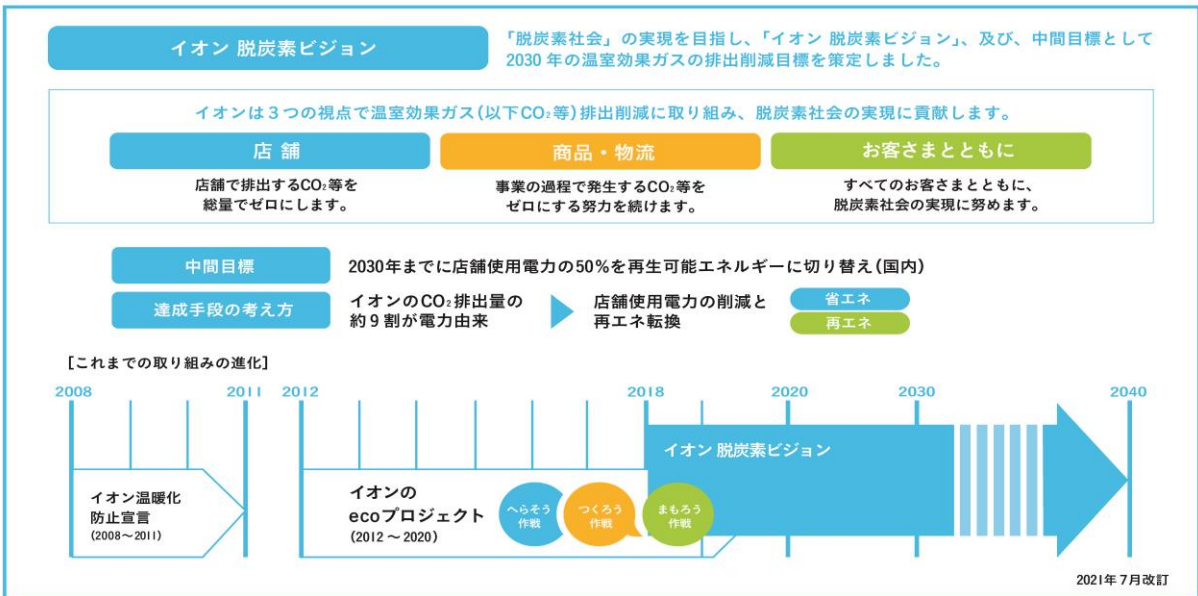 イオン 脱炭素ビジョン
「脱炭素社会」の実現を目指し、「イオン 脱炭素ビジョン」、及び、中間目標として
2030年の温室効果ガスの排出削減目標を策定しました。
イオンは3つの視点で温室効果ガス(以下CO₂等)排出削減に取り組み、脱炭素社会の実現に貢献します。
店舗
店舗で排出するCO₂等を
総量でゼロにします。
商品・物流
事業の過程で発生するCO₂等を
ゼロにする努力を続けます。
お客さまとともに
すべてのお客さまとともに、
脱炭素社会の実現に努めます。
中間目標
2030年までに店舗使用電力の50%を再生可能エネルギーに切り替え(国内)
達成手段の考え方
イオンのCO₂排出量の
約9割が電力由来
店舗使用電力の削減と
再エネ転換
省エネ
再エネ
[これまでの取り組みの進化]
2008
2011
2012
2018
2020
2030
2040
イオン温暖化
防止宣言
(2008〜2011)
イオンの
ecoプロジェクト
(2012 〜 2020)
へらそう
作戦
つくろう
作戦
まもろう
作戦
イオン 脱炭素ビジョン
2021年7月改訂